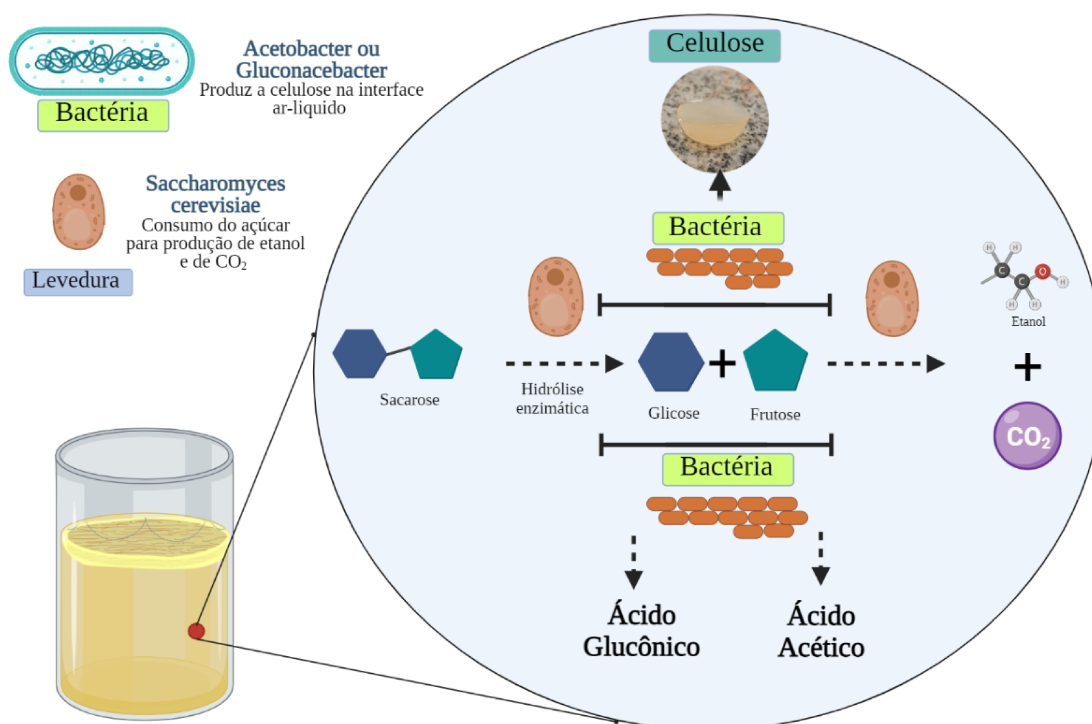 Acetobacter ou
Gluconacebacter
Produz a celulose na interface
ar-liquido
Bactéria
Saccharomyces
cerevisiae
Consumo do açúcar
para produção de etanol
e de CO₂
Levedura
Celulose
Bactéria
H
H
C
C
O
H
H
H
Etanol
+
CO₂
Sacarose
Hidrólise
enzimática
+
Glicose
Frutose
Bactéria
Ácido
Glucônico
Ácido
Acético